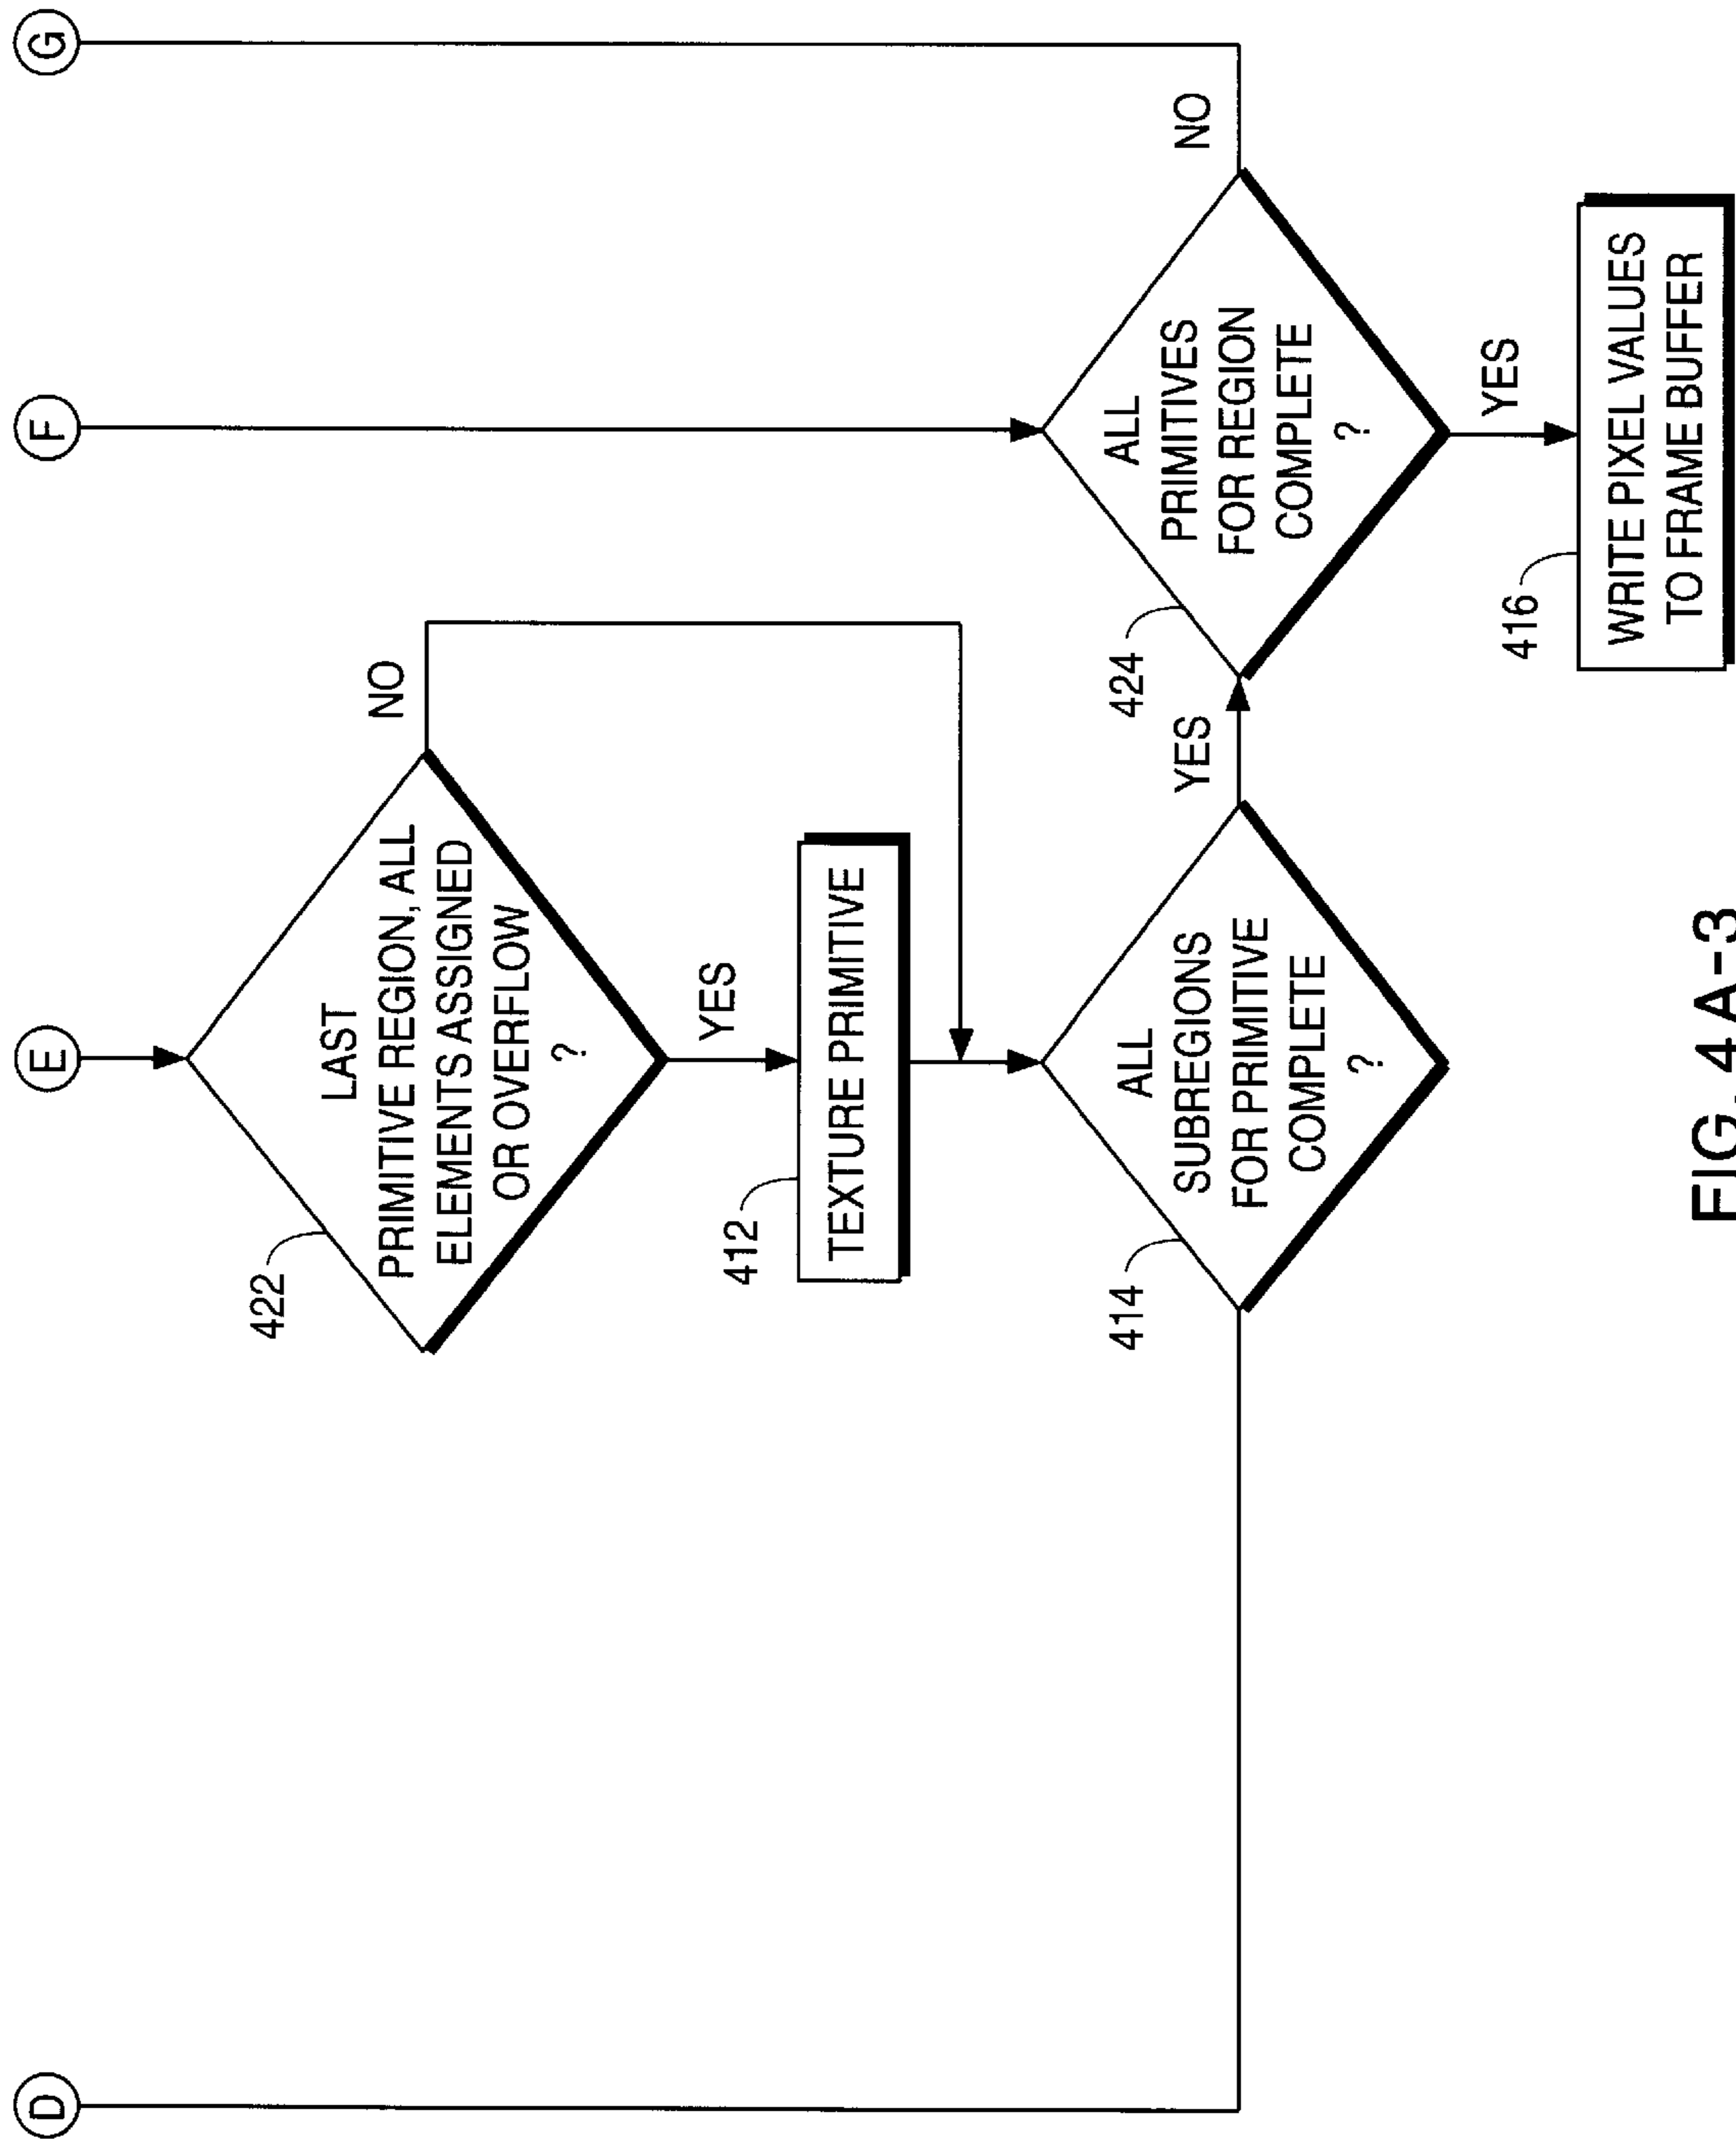 D
E
F
G
422
LAST
PRIMITIVE REGION, ALL
ELEMENTS ASSIGNED
OR OVERFLOW
?
NO
YES
412
TEXTURE PRIMITIVE
414
ALL
SUBREGIONS
FOR PRIMITIVE
COMPLETE
?
YES
424
ALL
PRIMITIVES
FOR REGION
COMPLETE
?
NO
YES
416
WRITE PIXEL VALUES
TO FRAME BUFFER
FIG. 4 A-3